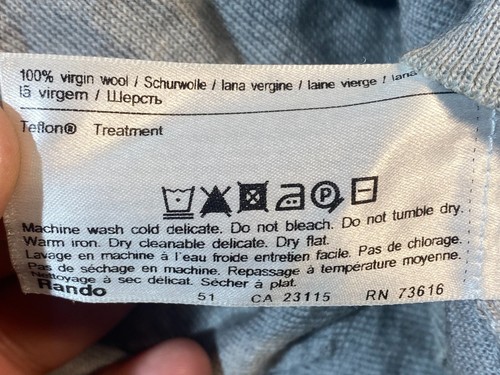 100% virgin wool / Schurwolle / lana vergine / laine vierge / lana
lã virgem / Шерсть
Teflon® Treatment
P
Machine wash cold delicate. Do not bleach. Do not tumble dry.
Warm iron. Dry cleanable delicate. Dry flat.
Lavage en machine à l'eau froide entretien facile. Pas de chlorage.
Pas de séchage en machine. Repassage à température moyenne.
Nettoyage à sec délicat. Sécher à plat.
Rando 51 CA 23115 RN 73616